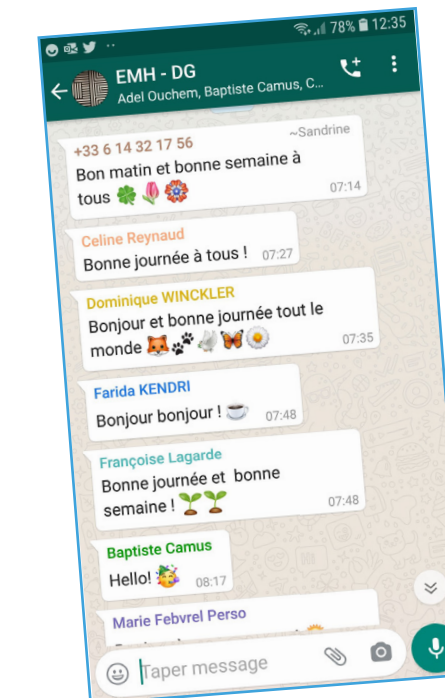 78% 12:35
EMH - DG
Adel Ouchem, Baptiste Camus, C...
+33 6 14 32 17 56 ~Sandrine
Bon matin et bonne semaine à
tous 🍀🌷💮
07:14
Celine Reynaud
Bonne journée à tous ! 07:27
Dominique WINCKLER
Bonjour et bonne journée tout le
monde 🦊🐾🕊🦋🌼
07:35
Farida KENDRI
Bonjour bonjour ! ☕ 07:48
Françoise Lagarde
Bonne journée et bonne
semaine ! 🌱🌱
07:48
Baptiste Camus
Hello! 🥳 08:17
Marie Febvrel Perso
Taper message